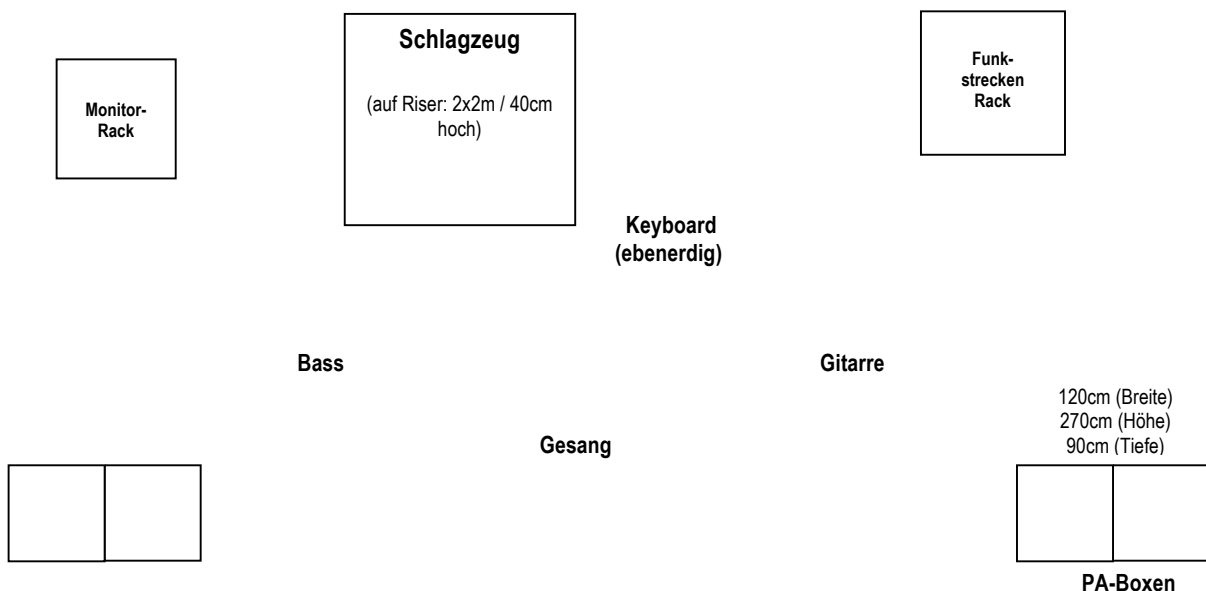 Schlagzeug
(auf Riser: 2x2m / 40cm
hoch)
Monitor-
Rack
Funk-
strecken
Rack
Keyboard
(ebenerdig)
Bass
Gitarre
Gesang
120cm (Breite)
270cm (Höhe)
90cm (Tiefe)
PA-Boxen